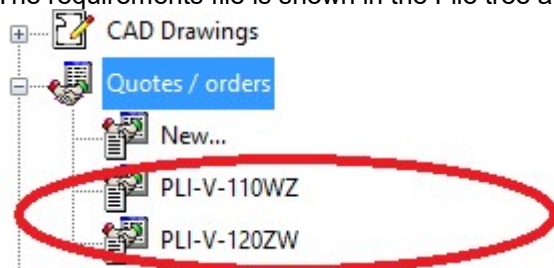 The requirements file is shown in the File tree a
CAD Drawings
Quotes / orders
New...
PLI-V-110WZ
PLI-V-120ZW